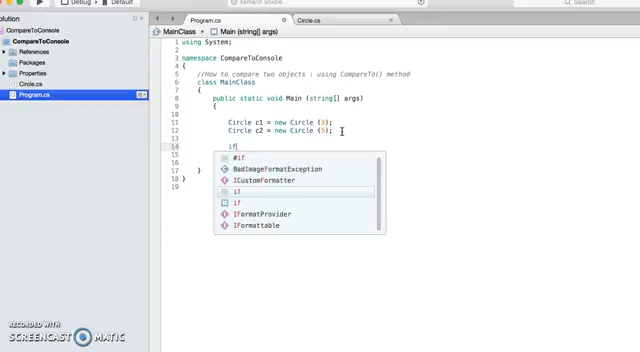 Debug
Default
Xamarin Studio
Search
Solution
CompareToConsole
CompareToConsole
References
Packages
Properties
Circle.cs
Program.cs
Program.cs
Circle.cs
MainClass
Main (string[] args)
1 using System;
2
3 namespace CompareToConsole
4 {
5 //How to compare two objects : using CompareTo() method
6 class MainClass
7 {
8 public static void Main (string[] args)
9 {
10
11 Circle c1 = new Circle (3);
12 Circle c2 = new Circle (5);
13
14 if
15
16
17 }
18 }
19
#if
BadImageFormatException
ICustomFormatter
if
if
IFormatProvider
IFormattable
RECORDED WITH
SCREENCAST MATIC